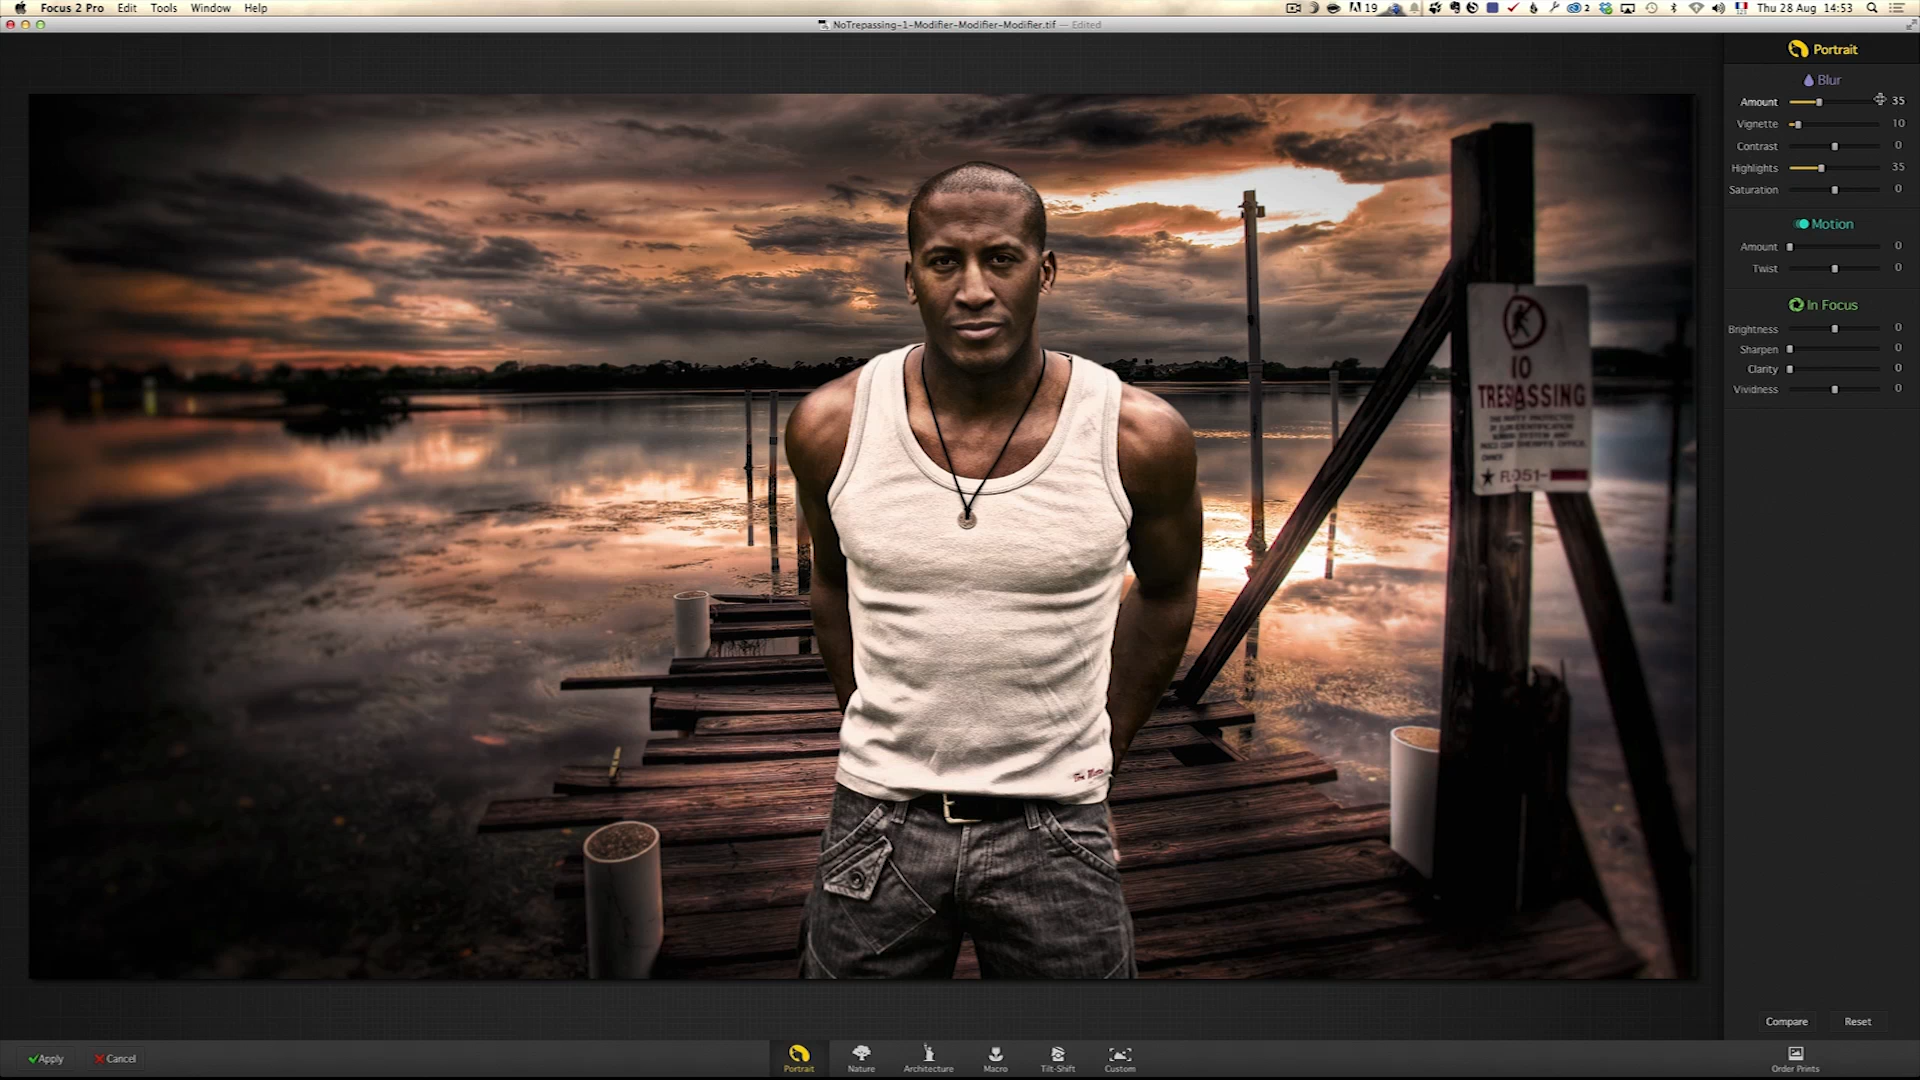 Focus 2 Pro Edit Tools Window Help
19 2 Thu 28 Aug 14:53
NoTrepassing-1-Modifier-Modifier-Modifier.tif — Edited
Portrait
Blur
Amount 35
Vignette 10
Contrast 0
Highlights 35
Saturation 0
Motion
Amount 0
Twist 0
In Focus
Brightness 0
Sharpen 0
Clarity 0
Vividness 0
TRESPASSING
OWNER
Compare Reset
Apply Cancel
Portrait Nature Architecture Macro Tilt-Shift Custom
Order Prints